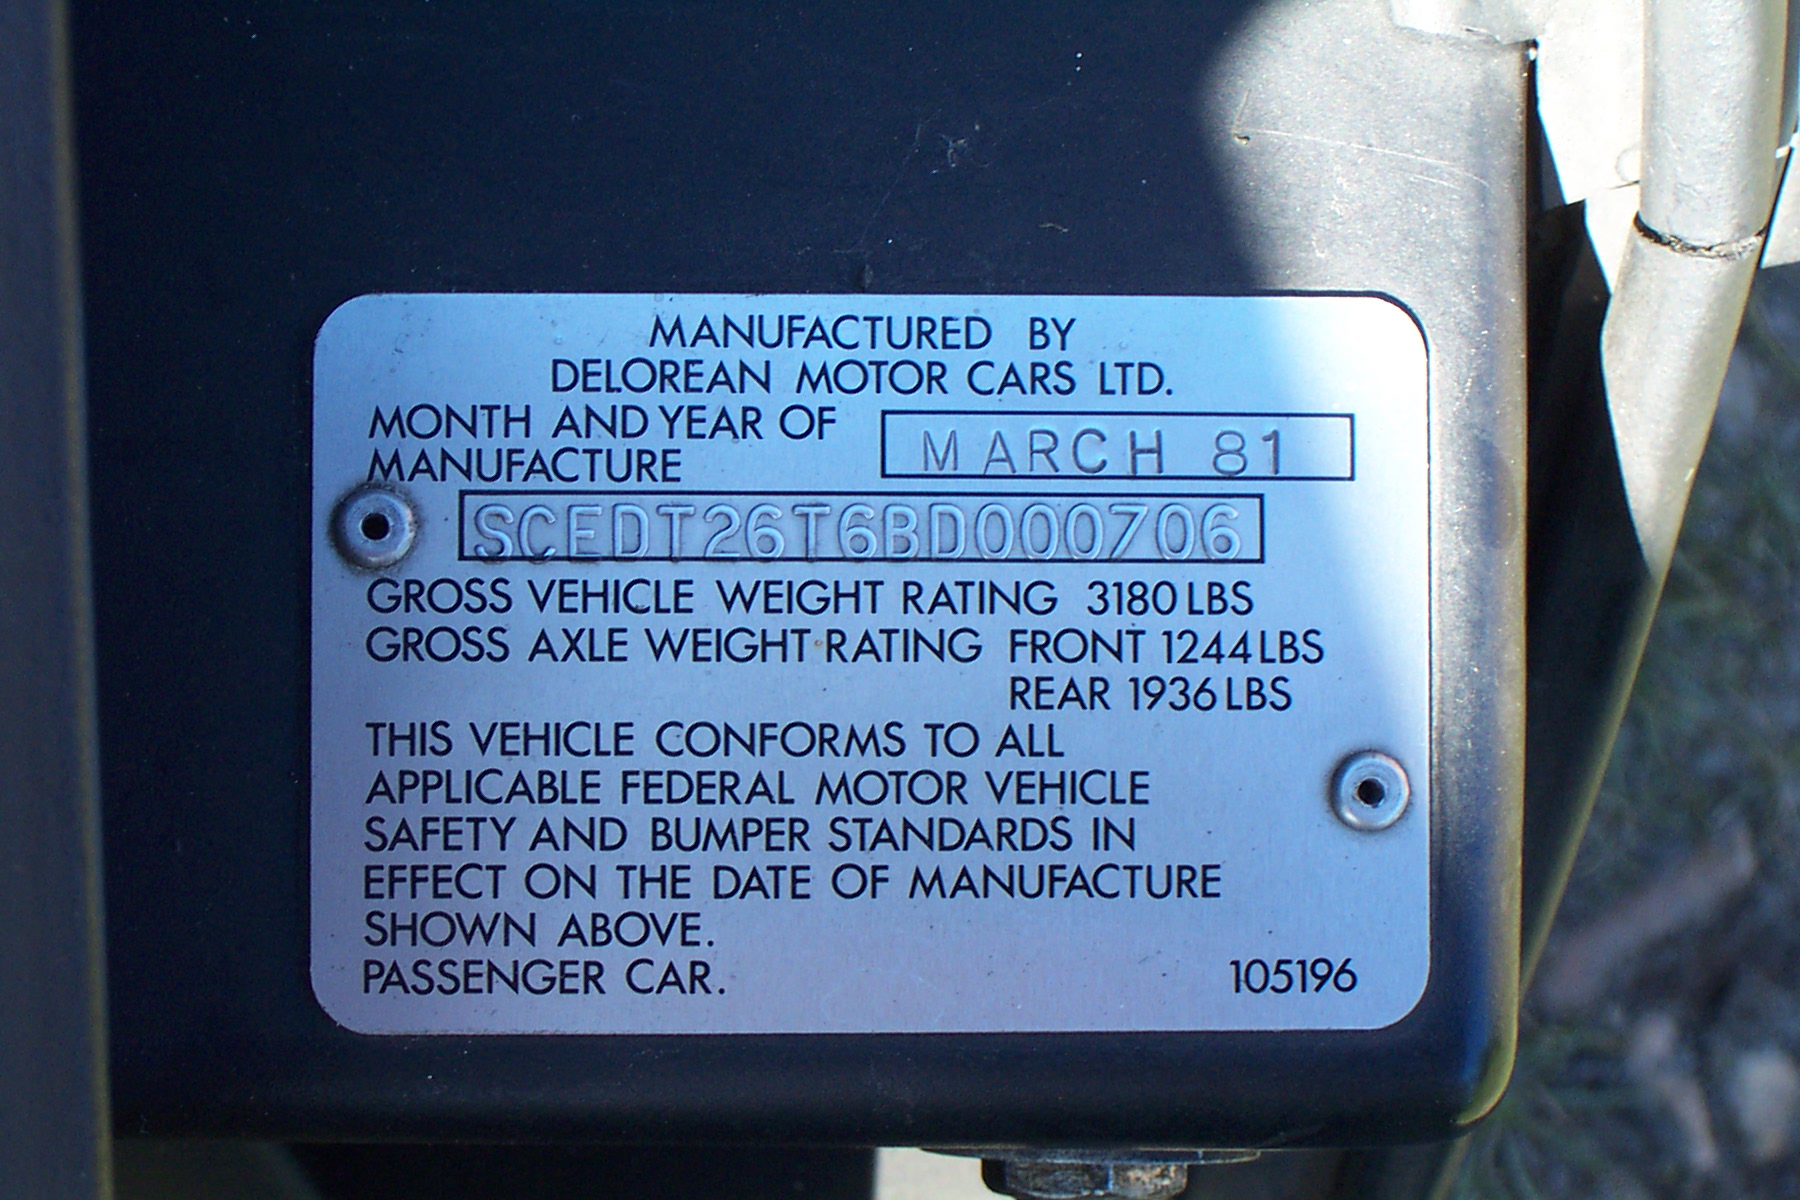 MANUFACTURED BY
DELOREAN MOTOR CARS LTD.
MONTH AND YEAR OF
MANUFACTURE
MARCH 81
SCEDT26T6BD000706
GROSS VEHICLE WEIGHT RATING 3180 LBS
GROSS AXLE WEIGHT RATING FRONT 1244 LBS
REAR 1936 LBS
THIS VEHICLE CONFORMS TO ALL
APPLICABLE FEDERAL MOTOR VEHICLE
SAFETY AND BUMPER STANDARDS IN
EFFECT ON THE DATE OF MANUFACTURE
SHOWN ABOVE.
PASSENGER CAR.
105196